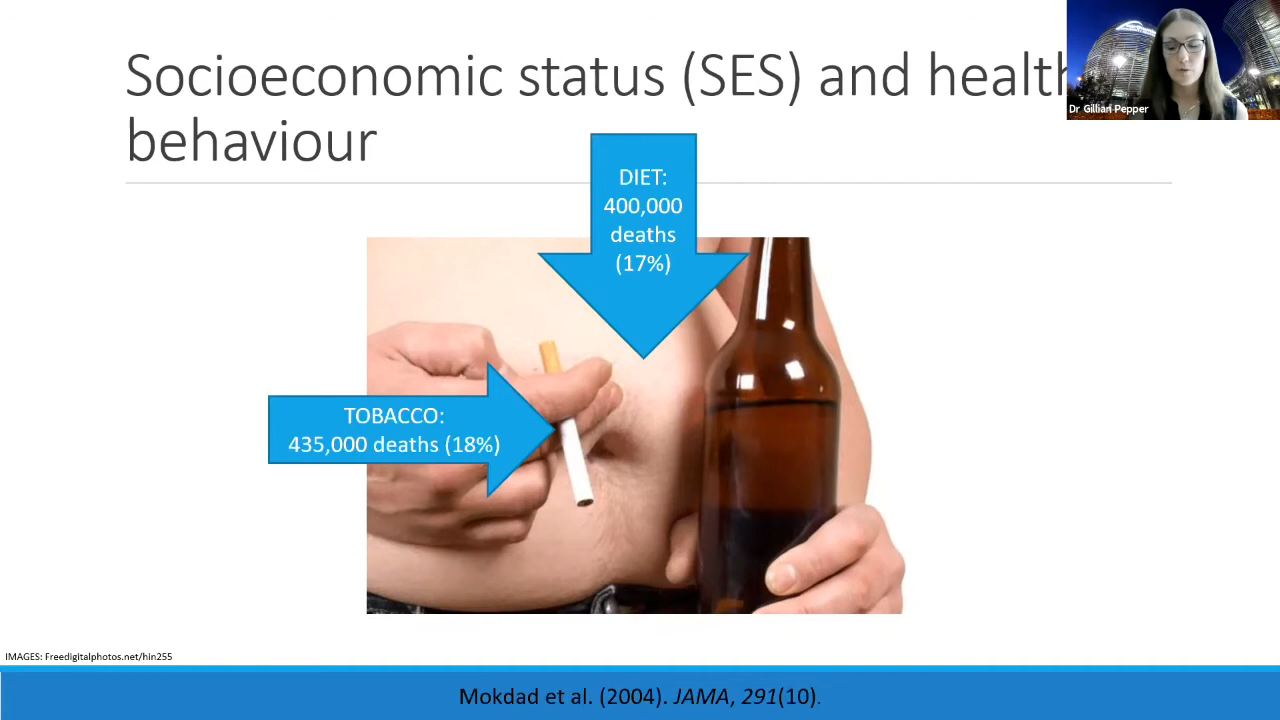 Socioeconomic status (SES) and health
behaviour
Dr Gillian Pepper
DIET:
400,000
deaths
(17%)
TOBACCO:
435,000 deaths (18%)
IMAGES: Freedigitalphotos.net/hin255
Mokdad et al. (2004). JAMA, 291(10).